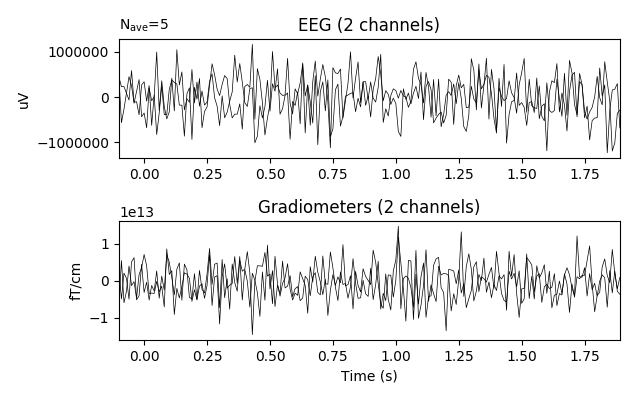 N_ave=5
EEG (2 channels)
1000000
0
−1000000
uV
0.00 0.25 0.50 0.75 1.00 1.25 1.50 1.75
1e13
Gradiometers (2 channels)
1
0
−1
fT/cm
0.00 0.25 0.50 0.75 1.00 1.25 1.50 1.75
Time (s)